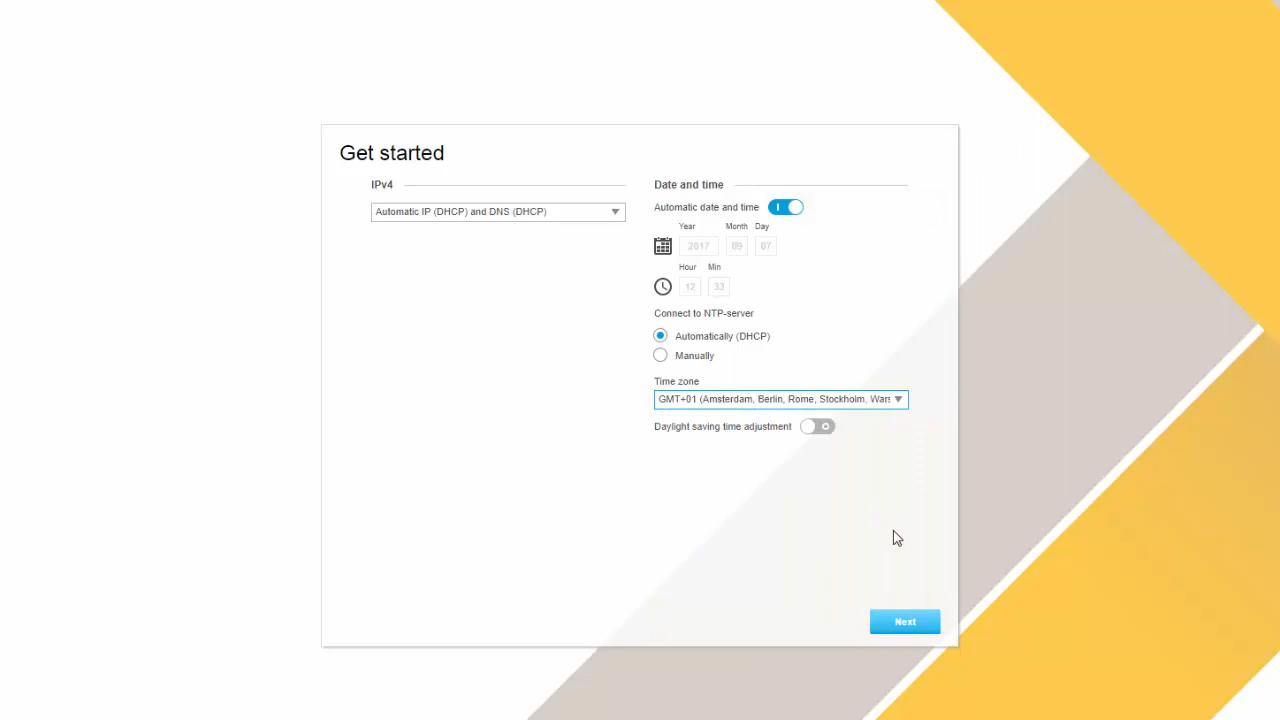 Get started
IPv4
Automatic IP (DHCP) and DNS (DHCP)
Date and time
Automatic date and time
Year Month Day
2017 09 07
Hour Min
12 33
Connect to NTP-server
Automatically (DHCP)
Manually
Time zone
GMT+01 (Amsterdam, Berlin, Rome, Stockholm, Wars
Daylight saving time adjustment
Next